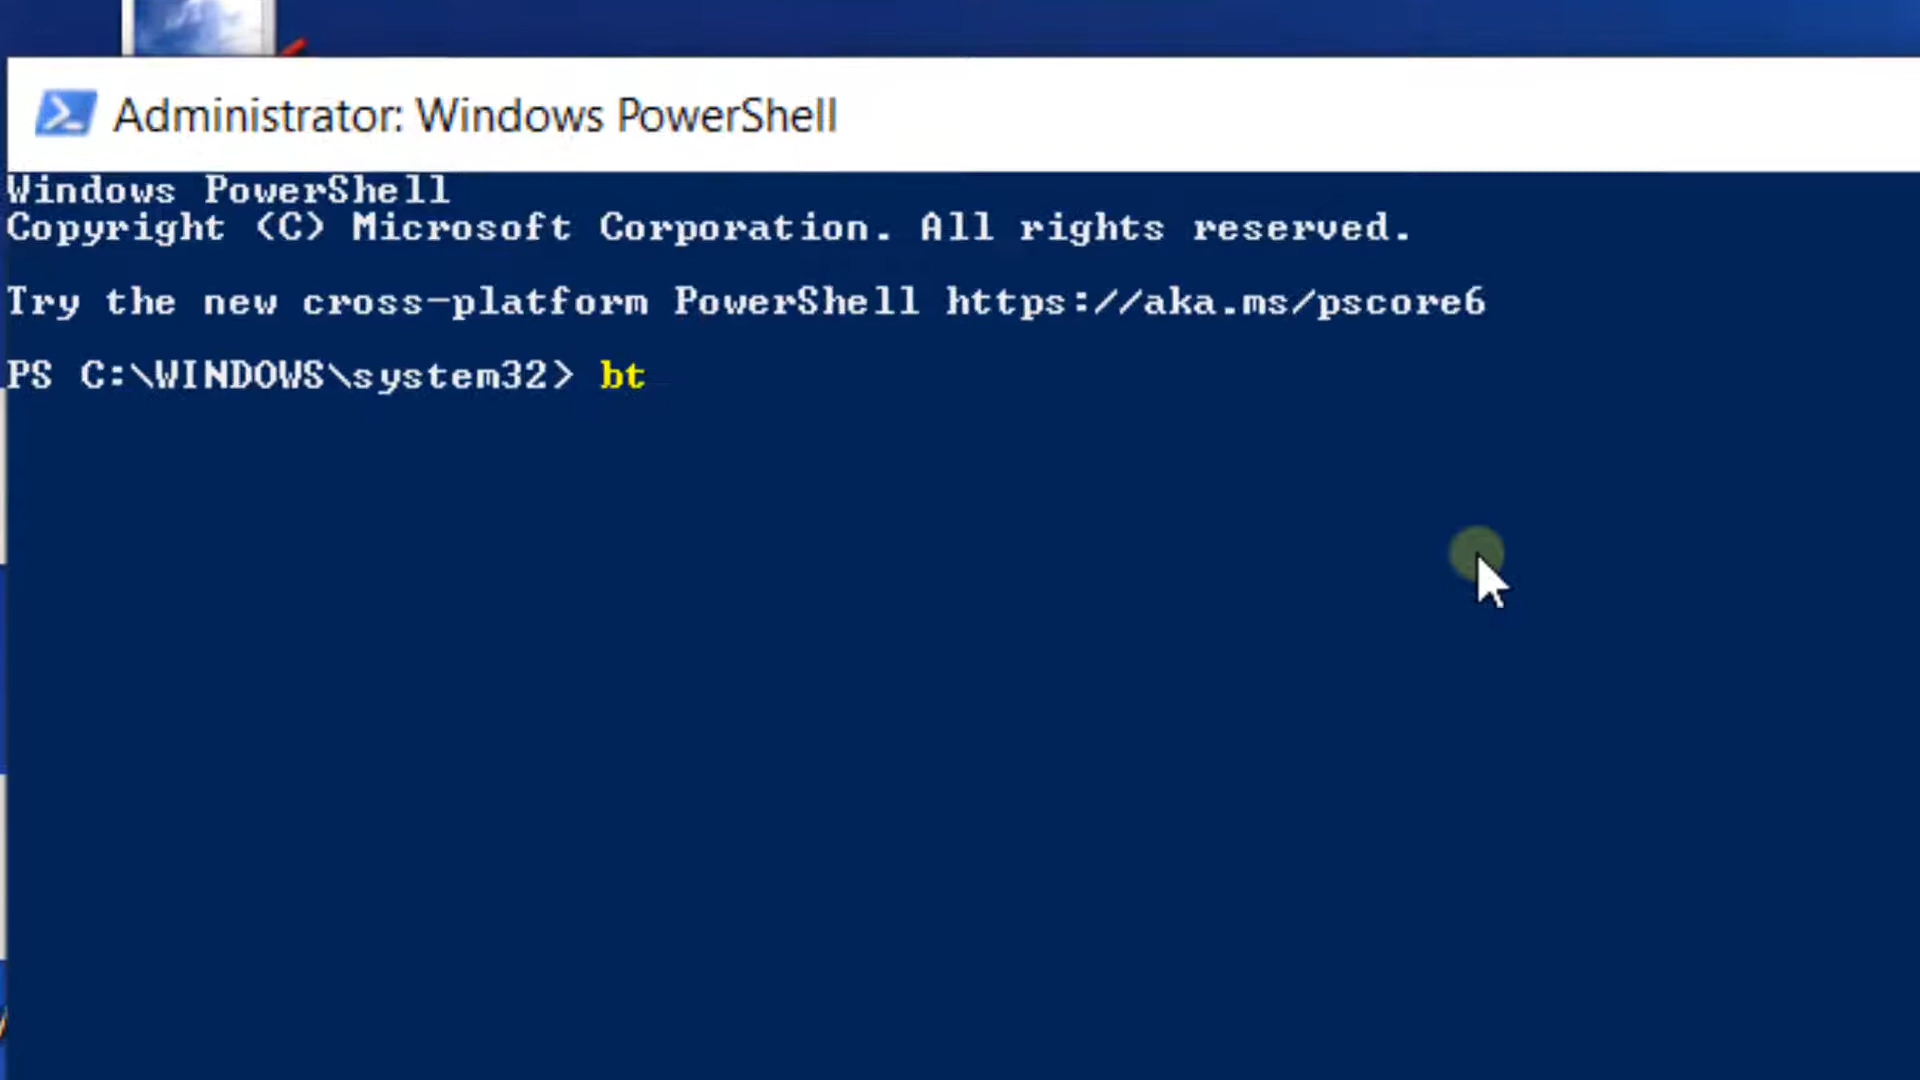 Administrator: Windows PowerShell
Windows PowerShell
Copyright (C) Microsoft Corporation. All rights reserved.
Try the new cross-platform PowerShell https://aka.ms/pscore6
PS C:\WINDOWS\system32> bt